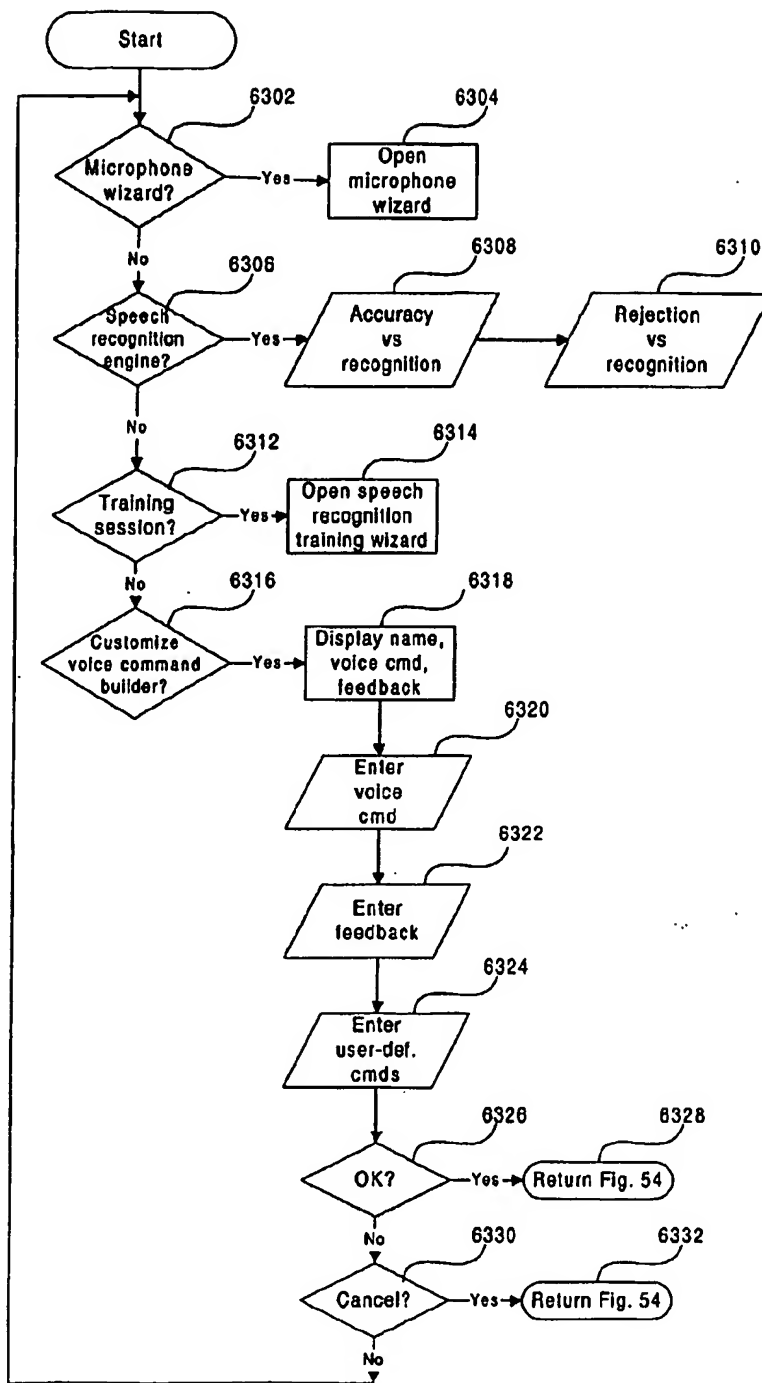 Start
6302
6304
Microphone
wizard?
Yes
Open
microphone
wizard
No
6306
6308
6310
Speech
recognition
engine?
Yes
Accuracy
vs
recognition
Rejection
vs
recognition
No
6312
6314
Training
session?
Yes
Open speech
recognition
training wizard
No
6316
6318
Customize
voice command
builder?
Yes
Display name,
voice cmd,
feedback
6320
Enter
voice
cmd
6322
Enter
feedback
6324
Enter
user-def.
cmds
6326
6328
OK?
Yes
Return Fig. 54
No
6330
6332
Cancel?
Yes
Return Fig. 54
No